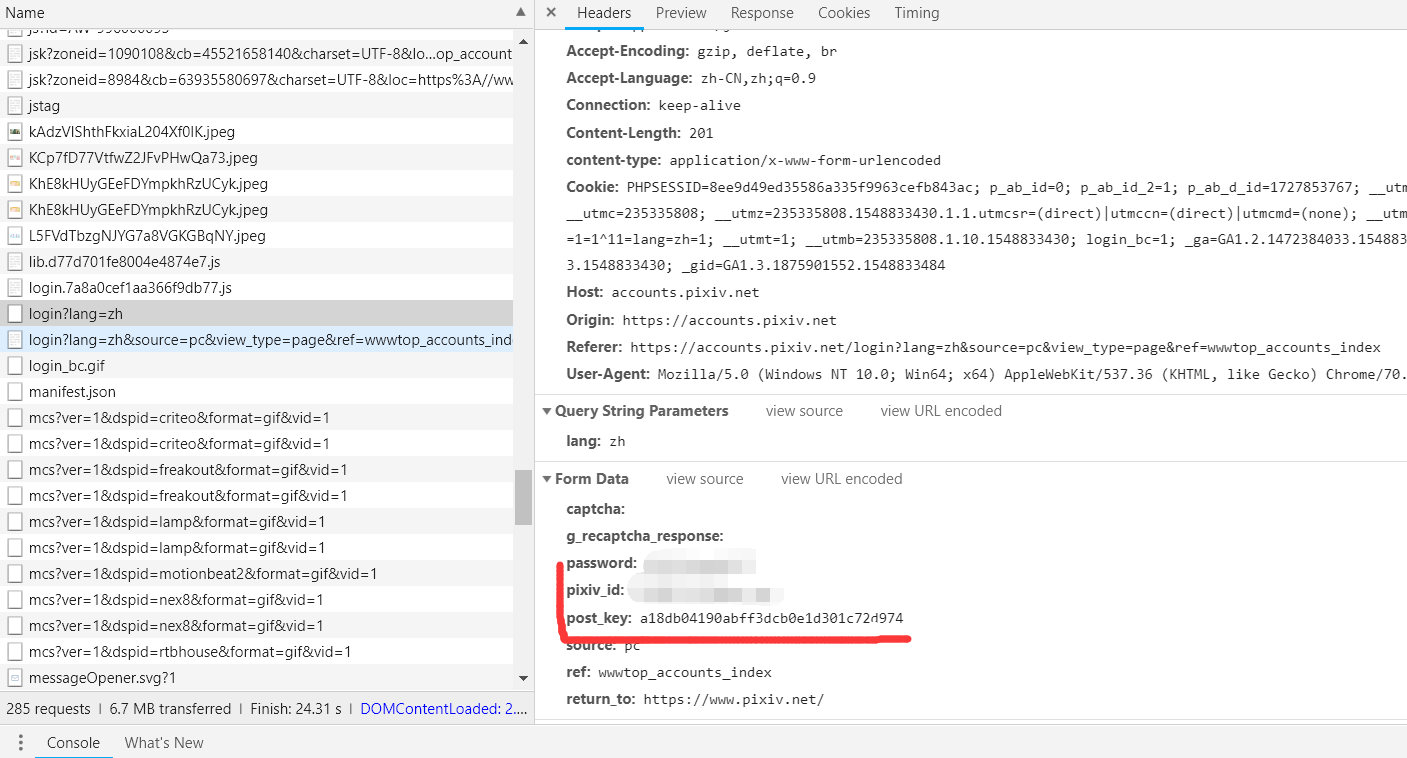 Name
jsk?zoneid=1090108&cb=45521658140&charset=UTF-8&lo…op_account
jsk?zoneid=8984&cb=63935580697&charset=UTF-8&loc=https%3A//ww
jstag
kAdzVIShthFkxiaL204Xf0IK.jpeg
KCp7fD77VtfwZ2JFvPHwQa73.jpeg
KhE8kHUyGEeFDYmpkhRzUCyk.jpeg
KhE8kHUyGEeFDYmpkhRzUCyk.jpeg
L5FVdTbzgNJYG7a8VGKGBqNY.jpeg
lib.d77d701fe8004e4874e7.js
login.7a8a0cef1aa366f9db77.js
login?lang=zh
login?lang=zh&source=pc&view_type=page&ref=wwwtop_accounts_ind
login_bc.gif
manifest.json
mcs?ver=1&dspid=criteo&format=gif&vid=1
mcs?ver=1&dspid=criteo&format=gif&vid=1
mcs?ver=1&dspid=freakout&format=gif&vid=1
mcs?ver=1&dspid=freakout&format=gif&vid=1
mcs?ver=1&dspid=lamp&format=gif&vid=1
mcs?ver=1&dspid=lamp&format=gif&vid=1
mcs?ver=1&dspid=motionbeat2&format=gif&vid=1
mcs?ver=1&dspid=nex8&format=gif&vid=1
mcs?ver=1&dspid=nex8&format=gif&vid=1
mcs?ver=1&dspid=rtbhouse&format=gif&vid=1
messageOpener.svg?1
285 requests | 6.7 MB transferred | Finish: 24.31 s | DOMContentLoaded: 2....
Headers Preview Response Cookies Timing
Accept-Encoding: gzip, deflate, br
Accept-Language: zh-CN,zh;q=0.9
Connection: keep-alive
Content-Length: 201
content-type: application/x-www-form-urlencoded
Cookie: PHPSESSID=8ee9d49ed35586a335f9963cefb843ac; p_ab_id=0; p_ab_id_2=1; p_ab_d_id=1727853767; __utm
__utmc=235335808; __utmz=235335808.1548833430.1.1.utmcsr=(direct)|utmccn=(direct)|utmcmd=(none); __utm
=1=1^11=lang=zh=1; __utmt=1; __utmb=235335808.1.10.1548833430; login_bc=1; _ga=GA1.2.1472384033.15488
3.1548833430; _gid=GA1.3.1875901552.1548833484
Host: accounts.pixiv.net
Origin: https://accounts.pixiv.net
Referer: https://accounts.pixiv.net/login?lang=zh&source=pc&view_type=page&ref=wwwtop_accounts_index
User-Agent: Mozilla/5.0 (Windows NT 10.0; Win64; x64) AppleWebKit/537.36 (KHTML, like Gecko) Chrome/70.
Query String Parameters view source view URL encoded
lang: zh
Form Data view source view URL encoded
captcha:
g_recaptcha_response:
password:
pixiv_id:
post_key: a18db04190abff3dcb0e1d301c72d974
source: pc
ref: wwwtop_accounts_index
return_to: https://www.pixiv.net/
Console What's New